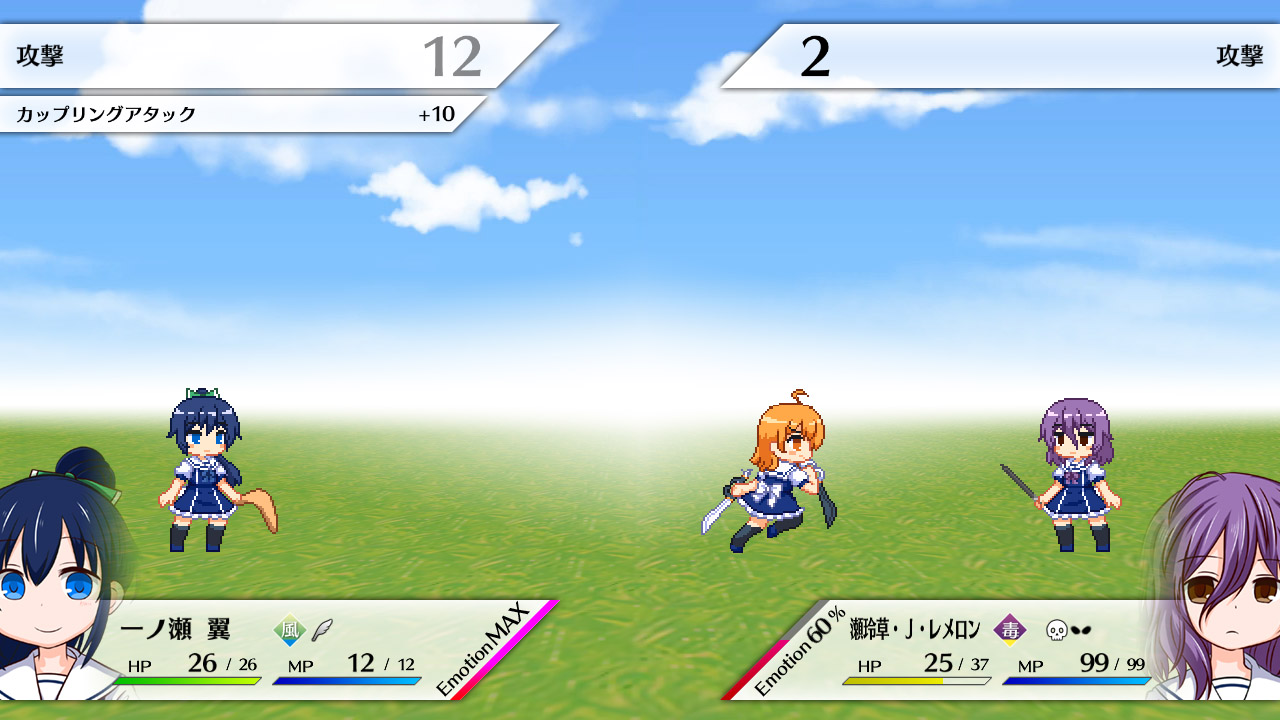 攻撃 12
カップリングアタック +10
2 攻撃
一ノ瀬 翼 風
HP 26 / 26 MP 12 / 12
EmotionMAX
Emotion60%
瀬玲草・J・レメロン 毒
HP 25 / 37 MP 99 / 99